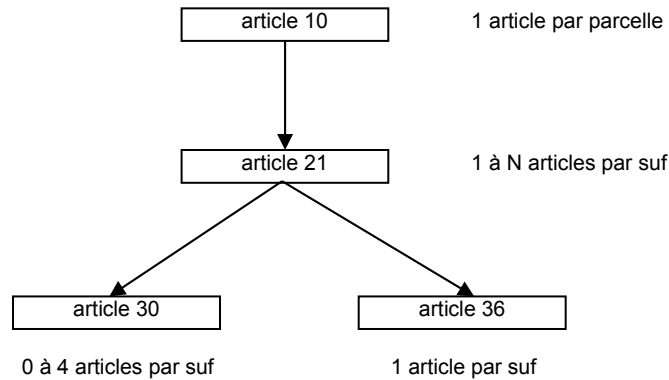 article 10 1 article par parcelle
article 21 1 à N articles par suf
article 30 article 36
0 à 4 articles par suf 1 article par suf